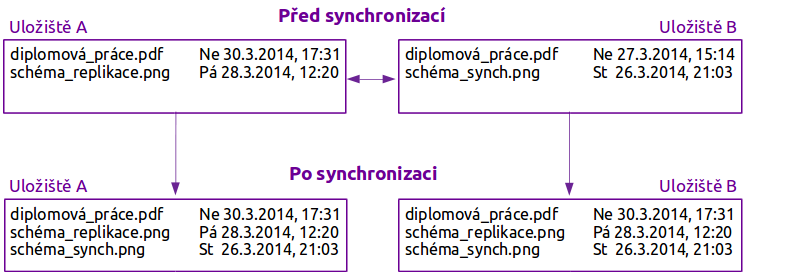 Před synchronizací
Uložiště A
Uložiště B
diplomová_práce.pdf Ne 30.3.2014, 17:31
schéma_replikace.png Pá 28.3.2014, 12:20
diplomová_práce.pdf Ne 27.3.2014, 15:14
schéma_synch.png St 26.3.2014, 21:03
Po synchronizaci
Uložiště A
Uložiště B
diplomová_práce.pdf Ne 30.3.2014, 17:31
schéma_replikace.png Pá 28.3.2014, 12:20
schéma_synch.png St 26.3.2014, 21:03
diplomová_práce.pdf Ne 30.3.2014, 17:31
schéma_replikace.png Pá 28.3.2014, 12:20
schéma_synch.png St 26.3.2014, 21:03